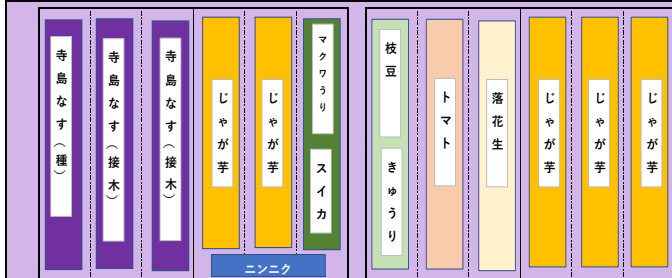 寺島なす（種）
寺島なす（接木）
寺島なす（接木）
じゃが芋
じゃが芋
マクワうり
スイカ
ニンニク
枝豆
きゅうり
トマト
落花生
じゃが芋
じゃが芋
じゃが芋